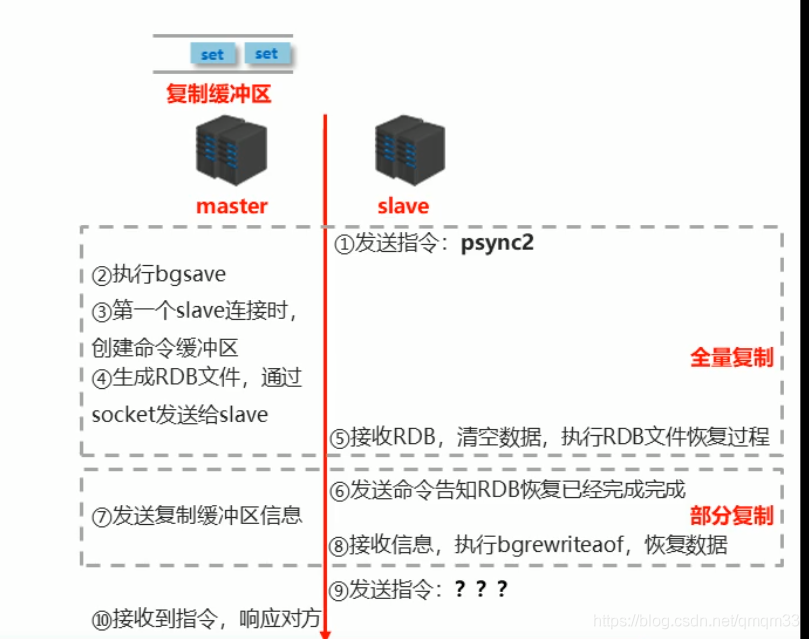 set set
复制缓冲区
master slave
①发送指令：psync2
②执行bgsave
③第一个slave连接时，
创建命令缓冲区
全量复制
④生成RDB文件，通过
socket发送给slave
⑤接收RDB，清空数据，执行RDB文件恢复过程
⑥发送命令告知RDB恢复已经完成完成
⑦发送复制缓冲区信息
部分复制
⑧接收信息，执行bgrewriteaof，恢复数据
⑨发送指令：？？？
⑩接收到指令，响应对方
https://blog.csdn.net/qmqm33